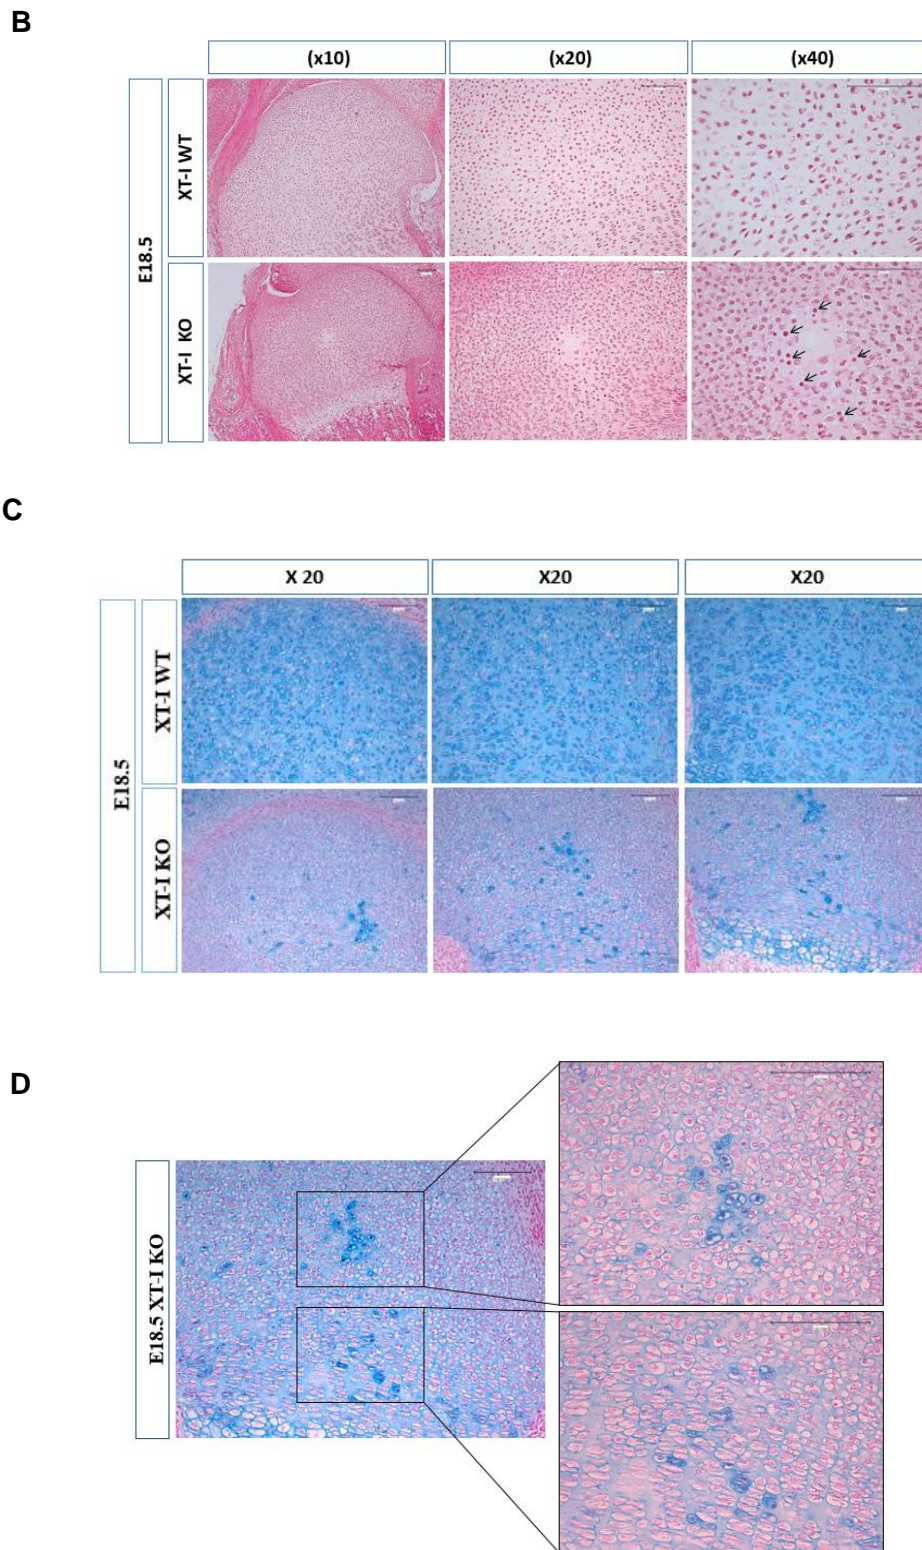 B
(x10) (x20) (x40)
E18.5
XT-I WT
XT-I KO
C
X 20 X20 X20
E18.5
XT-I WT
XT-I KO
D
E18.5 XT-I KO